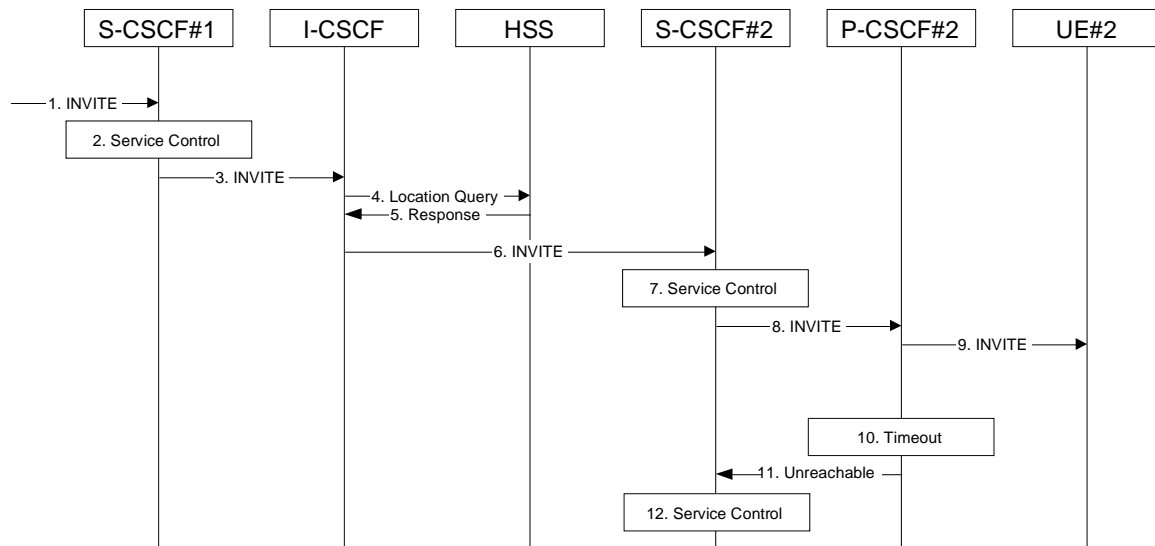 S-CSCF#1
I-CSCF
HSS
S-CSCF#2
P-CSCF#2
UE#2
1. INVITE
2. Service Control
3. INVITE
4. Location Query
5. Response
6. INVITE
7. Service Control
8. INVITE
9. INVITE
10. Timeout
11. Unreachable
12. Service Control